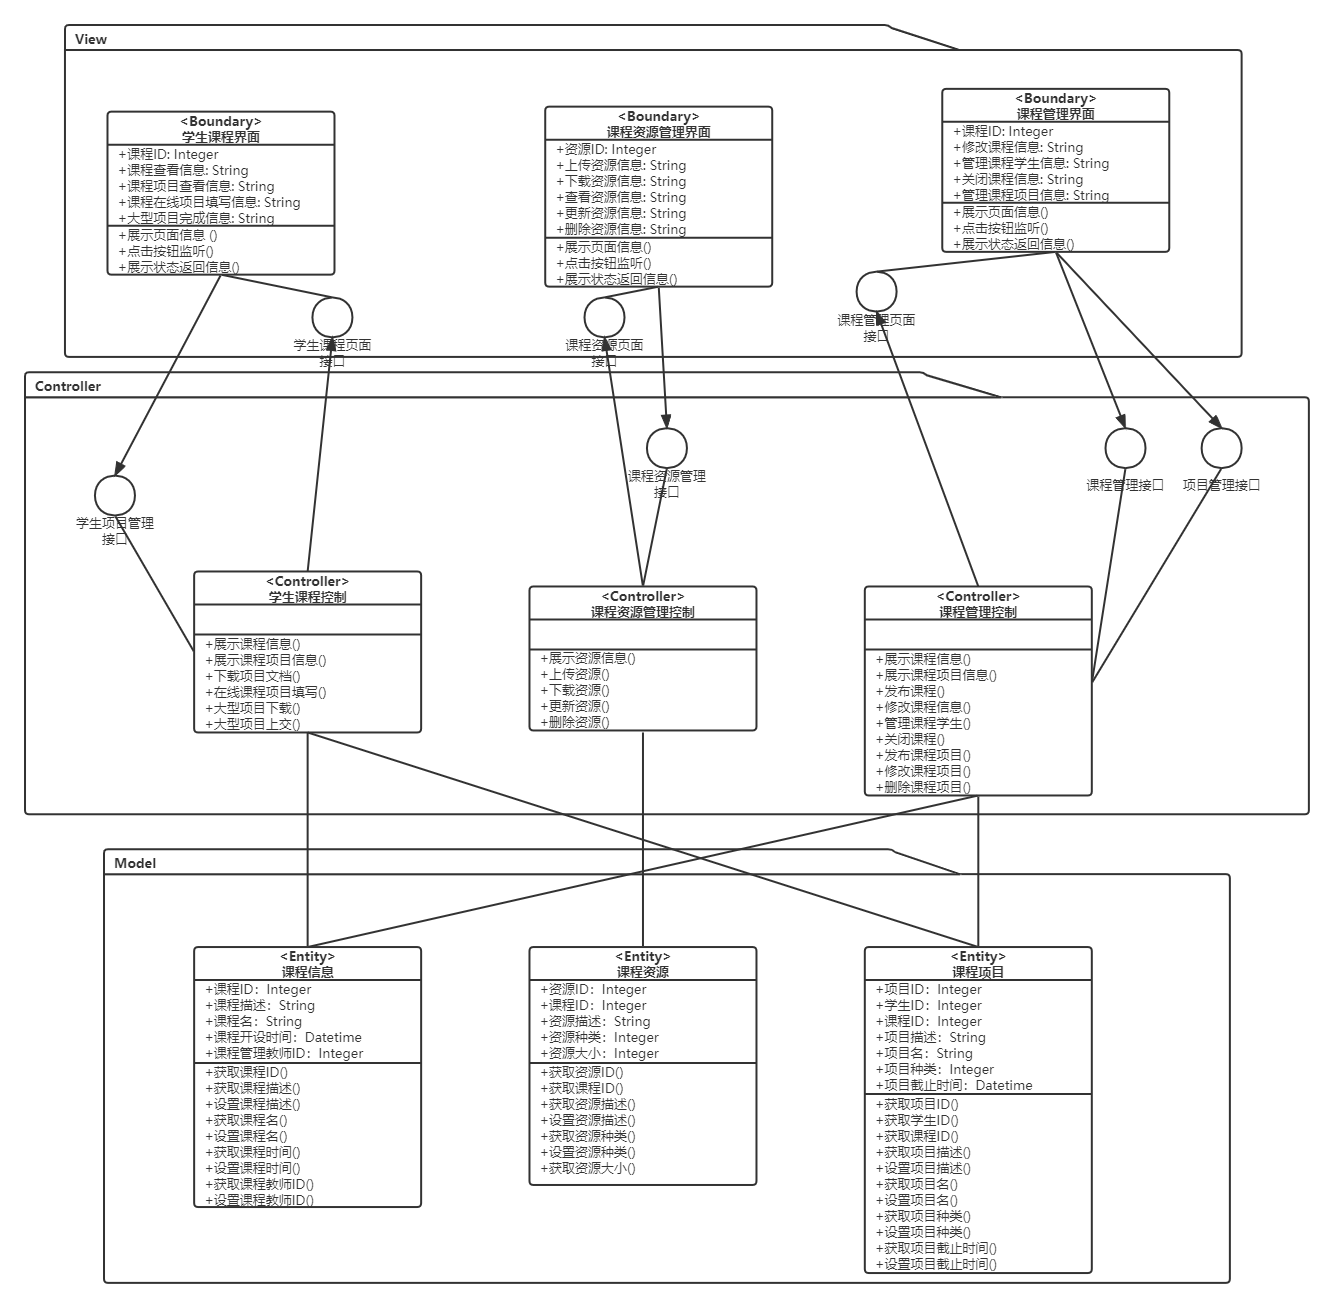 View
<Boundary>
学生课程界面
+课程ID: Integer
+课程查看信息: String
+课程项目查看信息: String
+课程在线项目填写信息: String
+大型项目完成信息: String
+展示页面信息 ()
+点击按钮监听()
+展示状态返回信息()
<Boundary>
课程资源管理界面
+资源ID: Integer
+上传资源信息: String
+下载资源信息: String
+查看资源信息: String
+更新资源信息: String
+删除资源信息: String
+展示页面信息()
+点击按钮监听()
+展示状态返回信息()
<Boundary>
课程管理界面
+课程ID: Integer
+修改课程信息: String
+管理课程学生信息: String
+关闭课程信息: String
+管理课程项目信息: String
+展示页面信息()
+点击按钮监听()
+展示状态返回信息()
学生课程页面
接口
课程资源页面
接口
课程管理页面
接口
Controller
学生项目管理
接口
课程资源管理
接口
课程管理接口
项目管理接口
<Controller>
学生课程控制
+展示课程信息()
+展示课程项目信息()
+下载项目文档()
+在线课程项目填写()
+大型项目下载()
+大型项目上交()
<Controller>
课程资源管理控制
+展示资源信息()
+上传资源()
+下载资源()
+更新资源()
+删除资源()
<Controller>
课程管理控制
+展示课程信息()
+展示课程项目信息()
+发布课程()
+修改课程信息()
+管理课程学生()
+关闭课程()
+发布课程项目()
+修改课程项目()
+删除课程项目()
Model
<Entity>
课程信息
+课程ID：Integer
+课程描述：String
+课程名：String
+课程开设时间：Datetime
+课程管理教师ID：Integer
+获取课程ID()
+获取课程描述()
+设置课程描述()
+获取课程名()
+设置课程名()
+获取课程时间()
+设置课程时间()
+获取课程教师ID()
+设置课程教师ID()
<Entity>
课程资源
+资源ID：Integer
+课程ID：Integer
+资源描述：String
+资源种类：Integer
+资源大小：Integer
+获取资源ID()
+获取课程ID()
+获取资源描述()
+设置资源描述()
+获取资源种类()
+设置资源种类()
+获取资源大小()
<Entity>
课程项目
+项目ID：Integer
+学生ID：Integer
+课程ID：Integer
+项目描述：String
+项目名：String
+项目种类：Integer
+项目截止时间：Datetime
+获取项目ID()
+获取学生ID()
+获取课程ID()
+获取项目描述()
+设置项目描述()
+获取项目名()
+设置项目名()
+获取项目种类()
+设置项目种类()
+获取项目截止时间()
+设置项目截止时间()